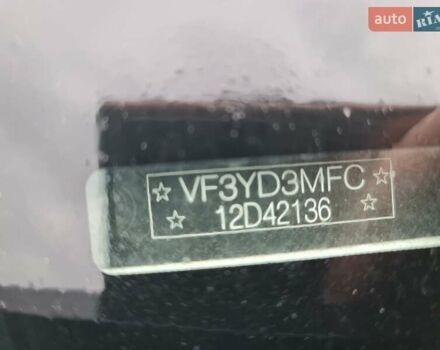 auto RIA
☆ VF3YD3MFC ☆
☆ 12D42136 ☆